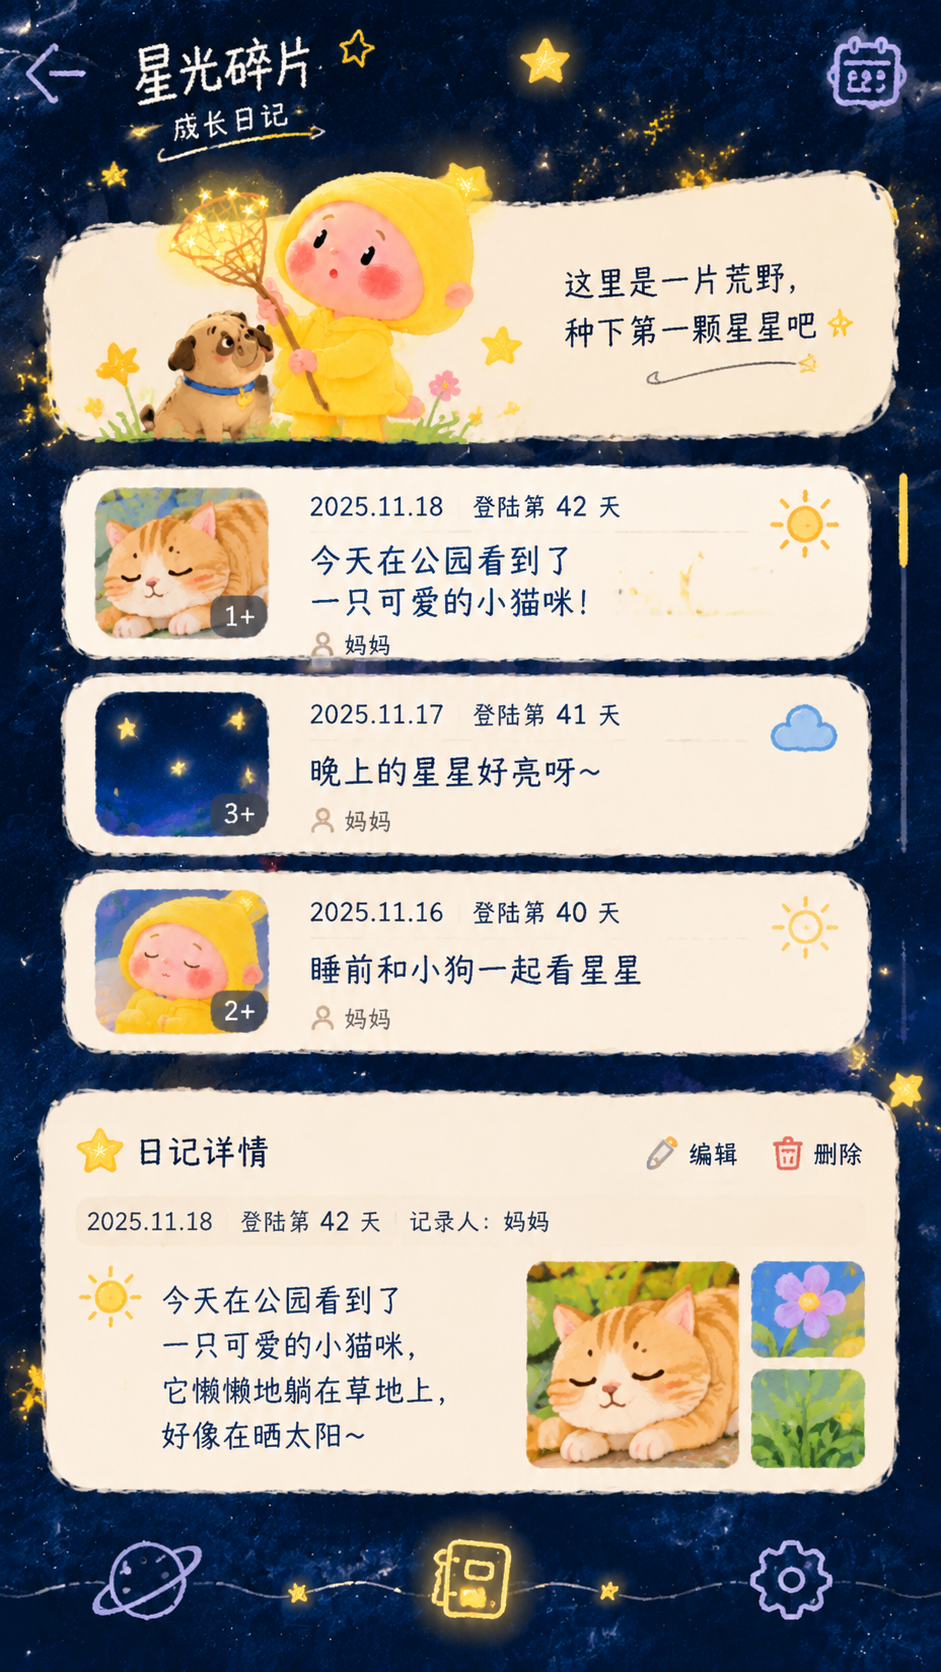 星光碎片
成长日记
这里是一片荒野，
种下第一颗星星吧
2025.11.18 登陆第 42 天
今天在公园看到了
一只可爱的小猫咪！
1+
妈妈
2025.11.17 登陆第 41 天
晚上的星星好亮呀~
3+
妈妈
2025.11.16 登陆第 40 天
睡前和小狗一起看星星
2+
妈妈
日记详情
编辑 删除
2025.11.18 登陆第 42 天 记录人：妈妈
今天在公园看到了
一只可爱的小猫咪，
它懒懒地躺在草地上，
好像在晒太阳~